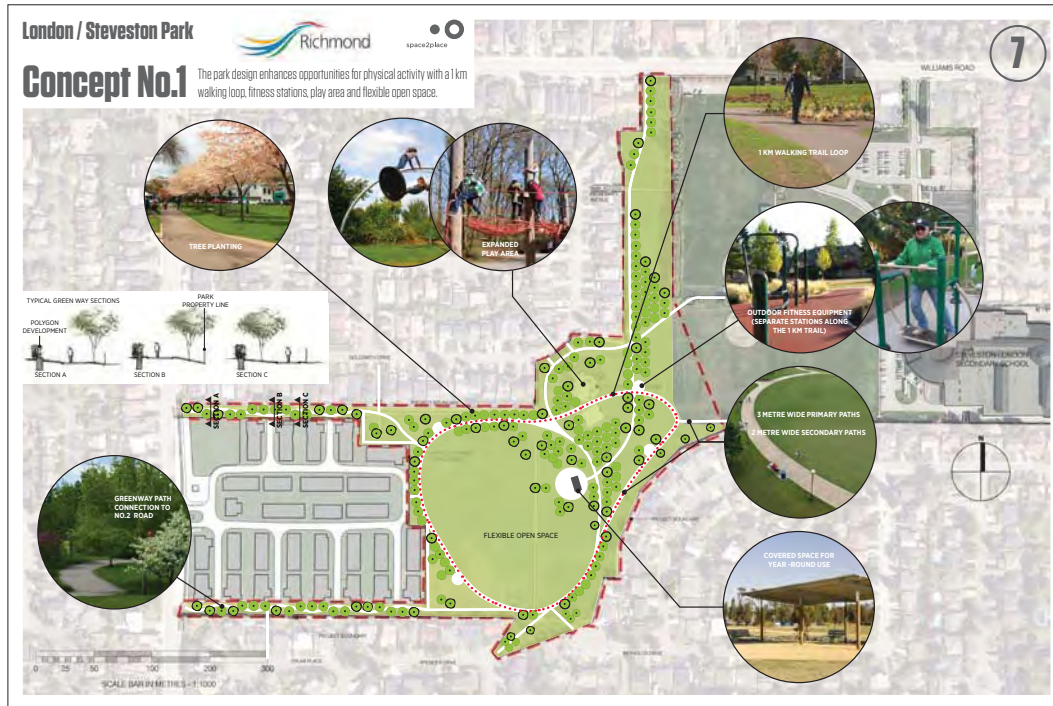 London / Steveston Park
Richmond
space2place
7
Concept No.1
The park design enhances opportunities for physical activity with a 1 km
walking loop, fitness stations, play area and flexible open space.
WILLIAMS ROAD
1 KM WALKING TRAIL LOOP
TREE PLANTING
EXPANDED
PLAY AREA
OUTDOOR FITNESS EQUIPMENT
(SEPARATE STATIONS ALONG
THE 1 KM TRAIL)
TYPICAL GREEN WAY SECTIONS
PARK
PROPERTY LINE
POLYGON
DEVELOPMENT
SECTION A
SECTION B
SECTION C
STEVESTON LONDON
SECONDARY SCHOOL
SECTION A
SECTION B
SECTION C
3 METRE WIDE PRIMARY PATHS
2 METRE WIDE SECONDARY PATHS
N
GREENWAY PATH
CONNECTION TO
NO.2 ROAD
FLEXIBLE OPEN SPACE
PROJECT BOUNDARY
COVERED SPACE FOR
YEAR -ROUND USE
PROJECT BOUNDARY
0 25 50 100 200 300
SCALE BAR IN METRES - 1:1000